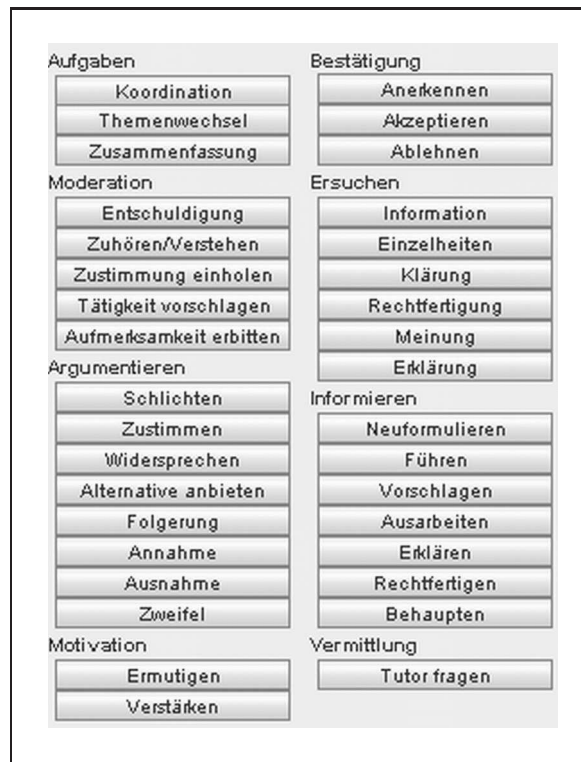 Aufgaben
Koordination
Themenwechsel
Zusammenfassung
Moderation
Entschuldigung
Zuhören/Verstehen
Zustimmung einholen
Tätigkeit vorschlagen
Aufmerksamkeit erbitten
Argumentieren
Schlichten
Zustimmen
Widersprechen
Alternative anbieten
Folgerung
Annahme
Ausnahme
Zweifel
Motivation
Ermutigen
Verstärken
Bestätigung
Anerkennen
Akzeptieren
Ablehnen
Ersuchen
Information
Einzelheiten
Klärung
Rechtfertigung
Meinung
Erklärung
Informieren
Neuformulieren
Führen
Vorschlagen
Ausarbeiten
Erklären
Rechtfertigen
Behaupten
Vermittlung
Tutor fragen